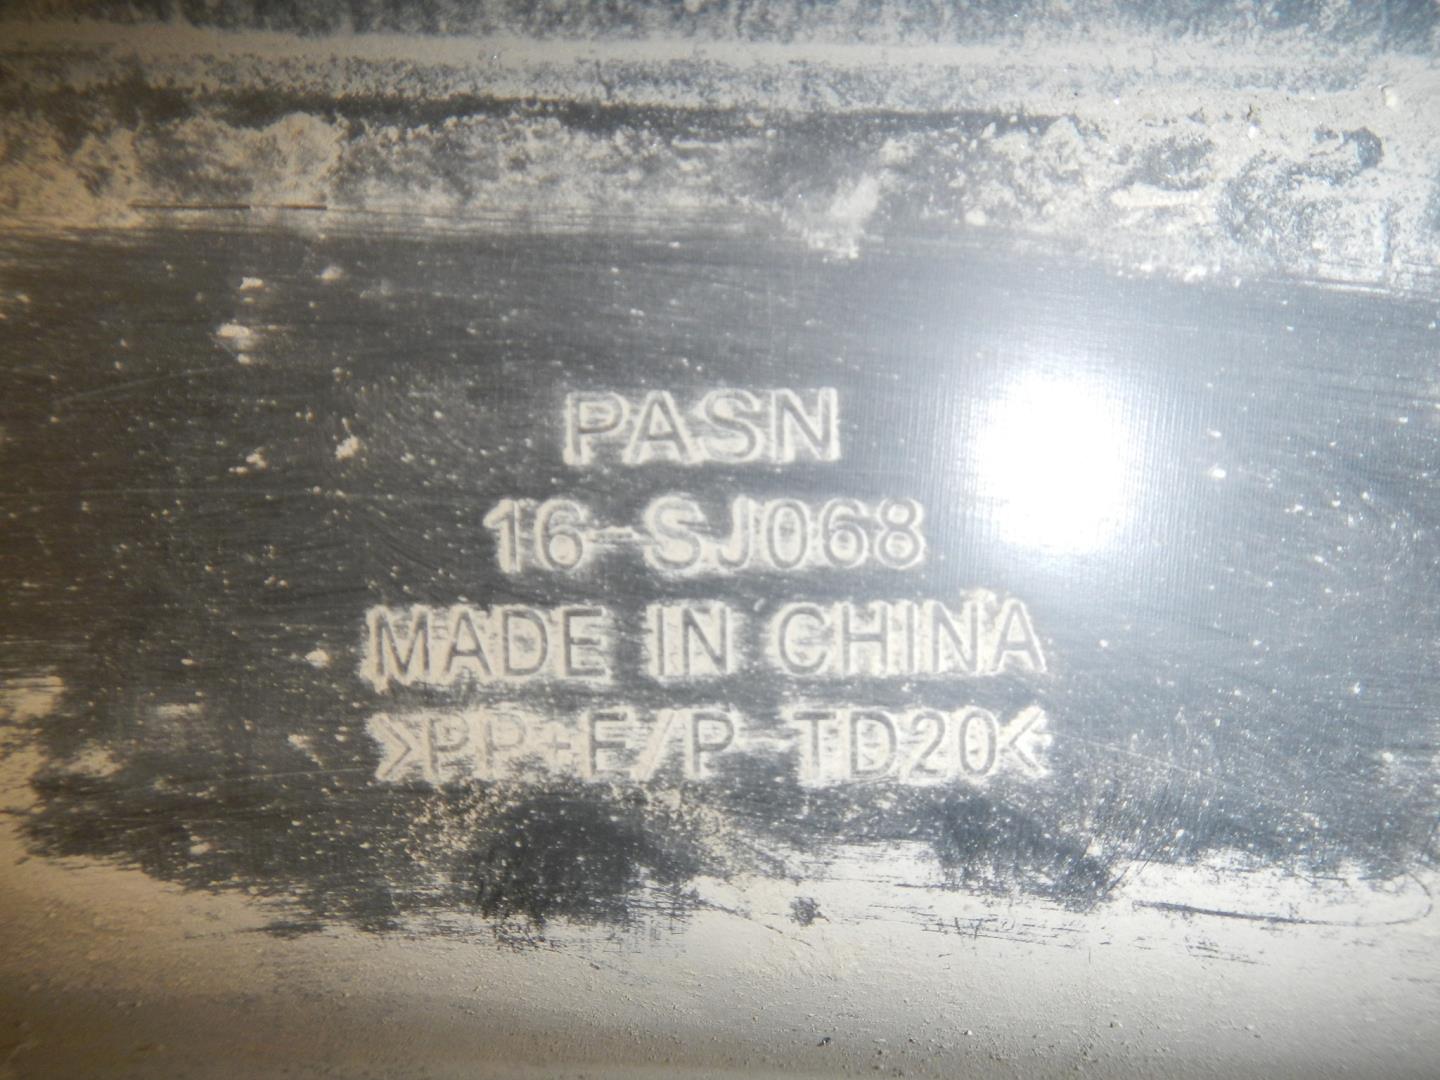 PASN
16-SJ068
MADE IN CHINA
>PP+E/P-TD20<